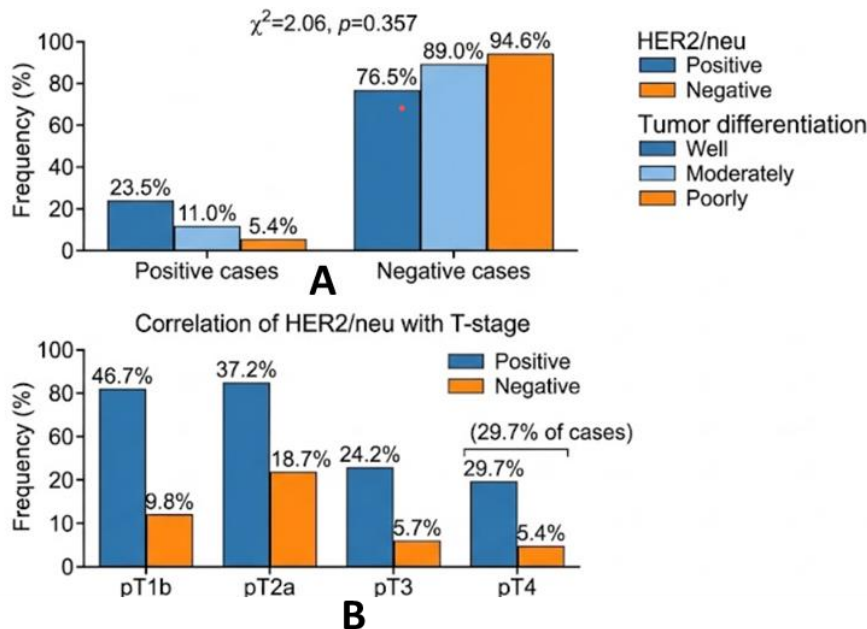 χ²=2.06, p=0.357
Frequency (%)
100
80
60
40
20
0
23.5%
11.0%
5.4%
76.5%
89.0%
94.6%
Positive cases
Negative cases
HER2/neu
Positive
Negative
Tumor differentiation
Well
Moderately
Poorly
A
Correlation of HER2/neu with T-stage
Frequency (%)
100
80
60
20
10
0
46.7%
9.8%
37.2%
18.7%
24.2%
5.7%
(29.7% of cases)
29.7%
5.4%
Positive
Negative
pT1b
pT2a
pT3
pT4
B